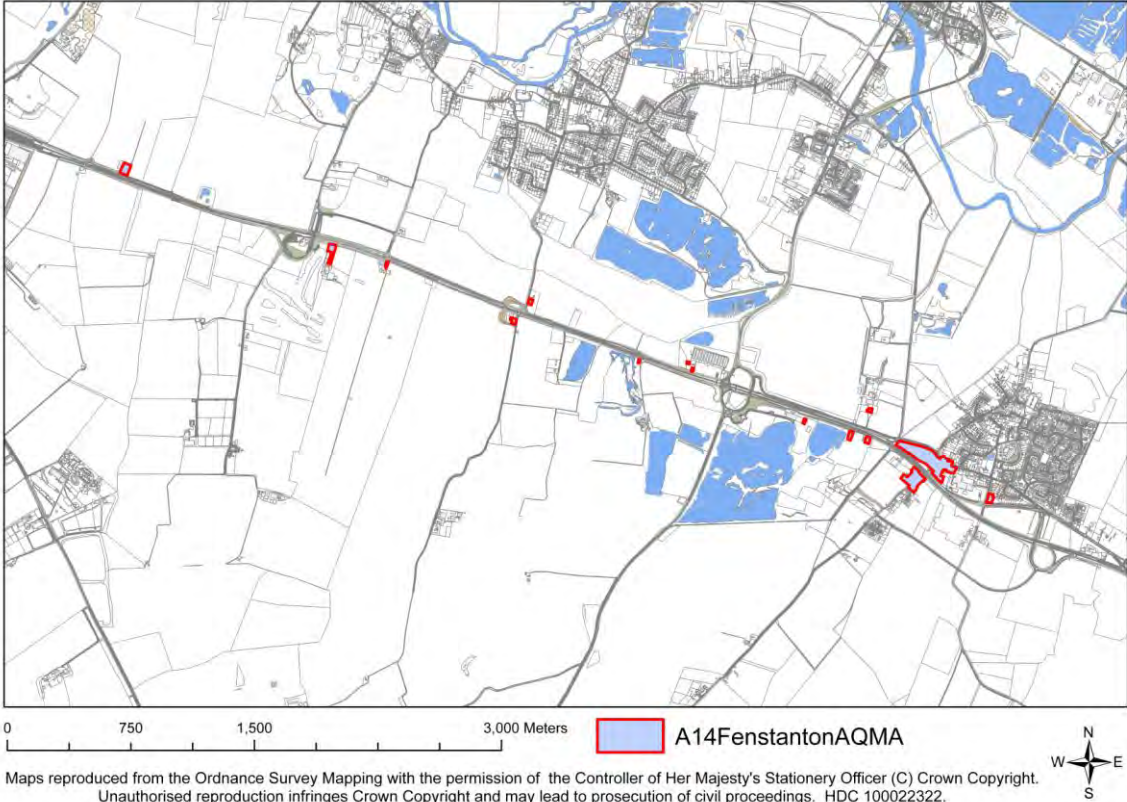 0 750 1,500 3,000 Meters
A14FenstantonAQMA
N
W E
S
Maps reproduced from the Ordnance Survey Mapping with the permission of the Controller of Her Majesty's Stationery Officer (C) Crown Copyright.
Unauthorised reproduction infringes Crown Copyright and may lead to prosecution of civil proceedings. HDC 100022322.